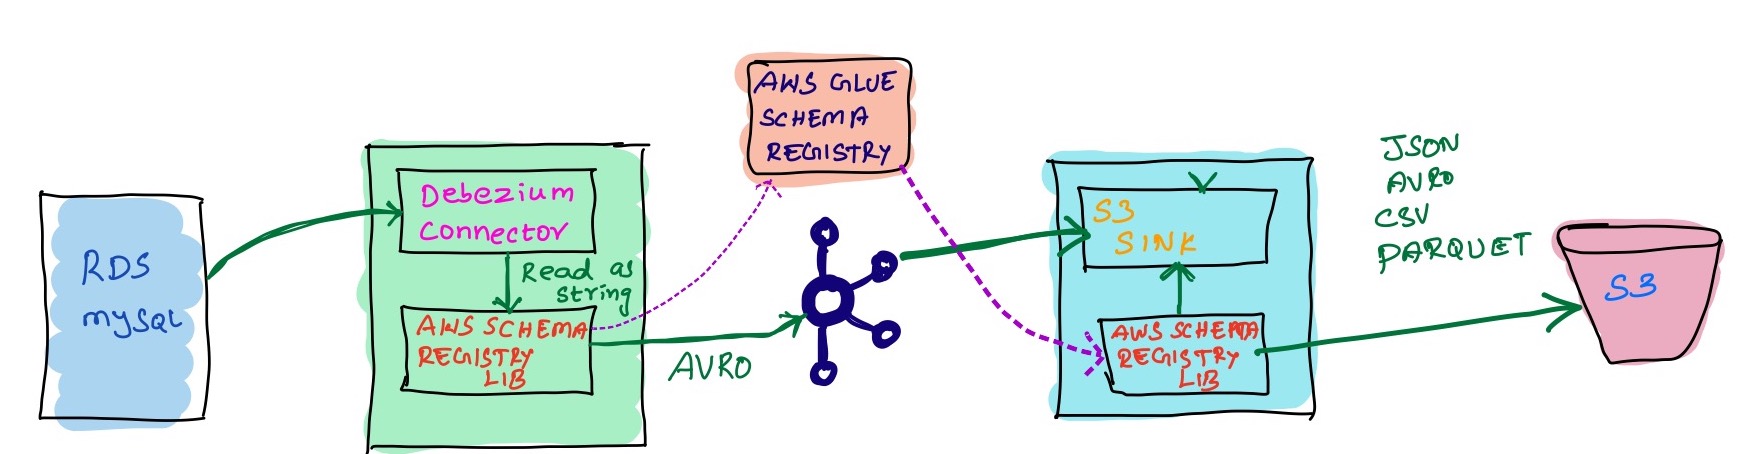 RDS
mySQL
Debezium
Connector
Read as
string
AWS SCHEMA
REGISTRY
LIB
AVRO
AWS GLUE
SCHEMA
REGISTRY
S3
SINK
AWS SCHEMA
REGISTRY
LIB
JSON
AVRO
CSV
PARQUET
S3